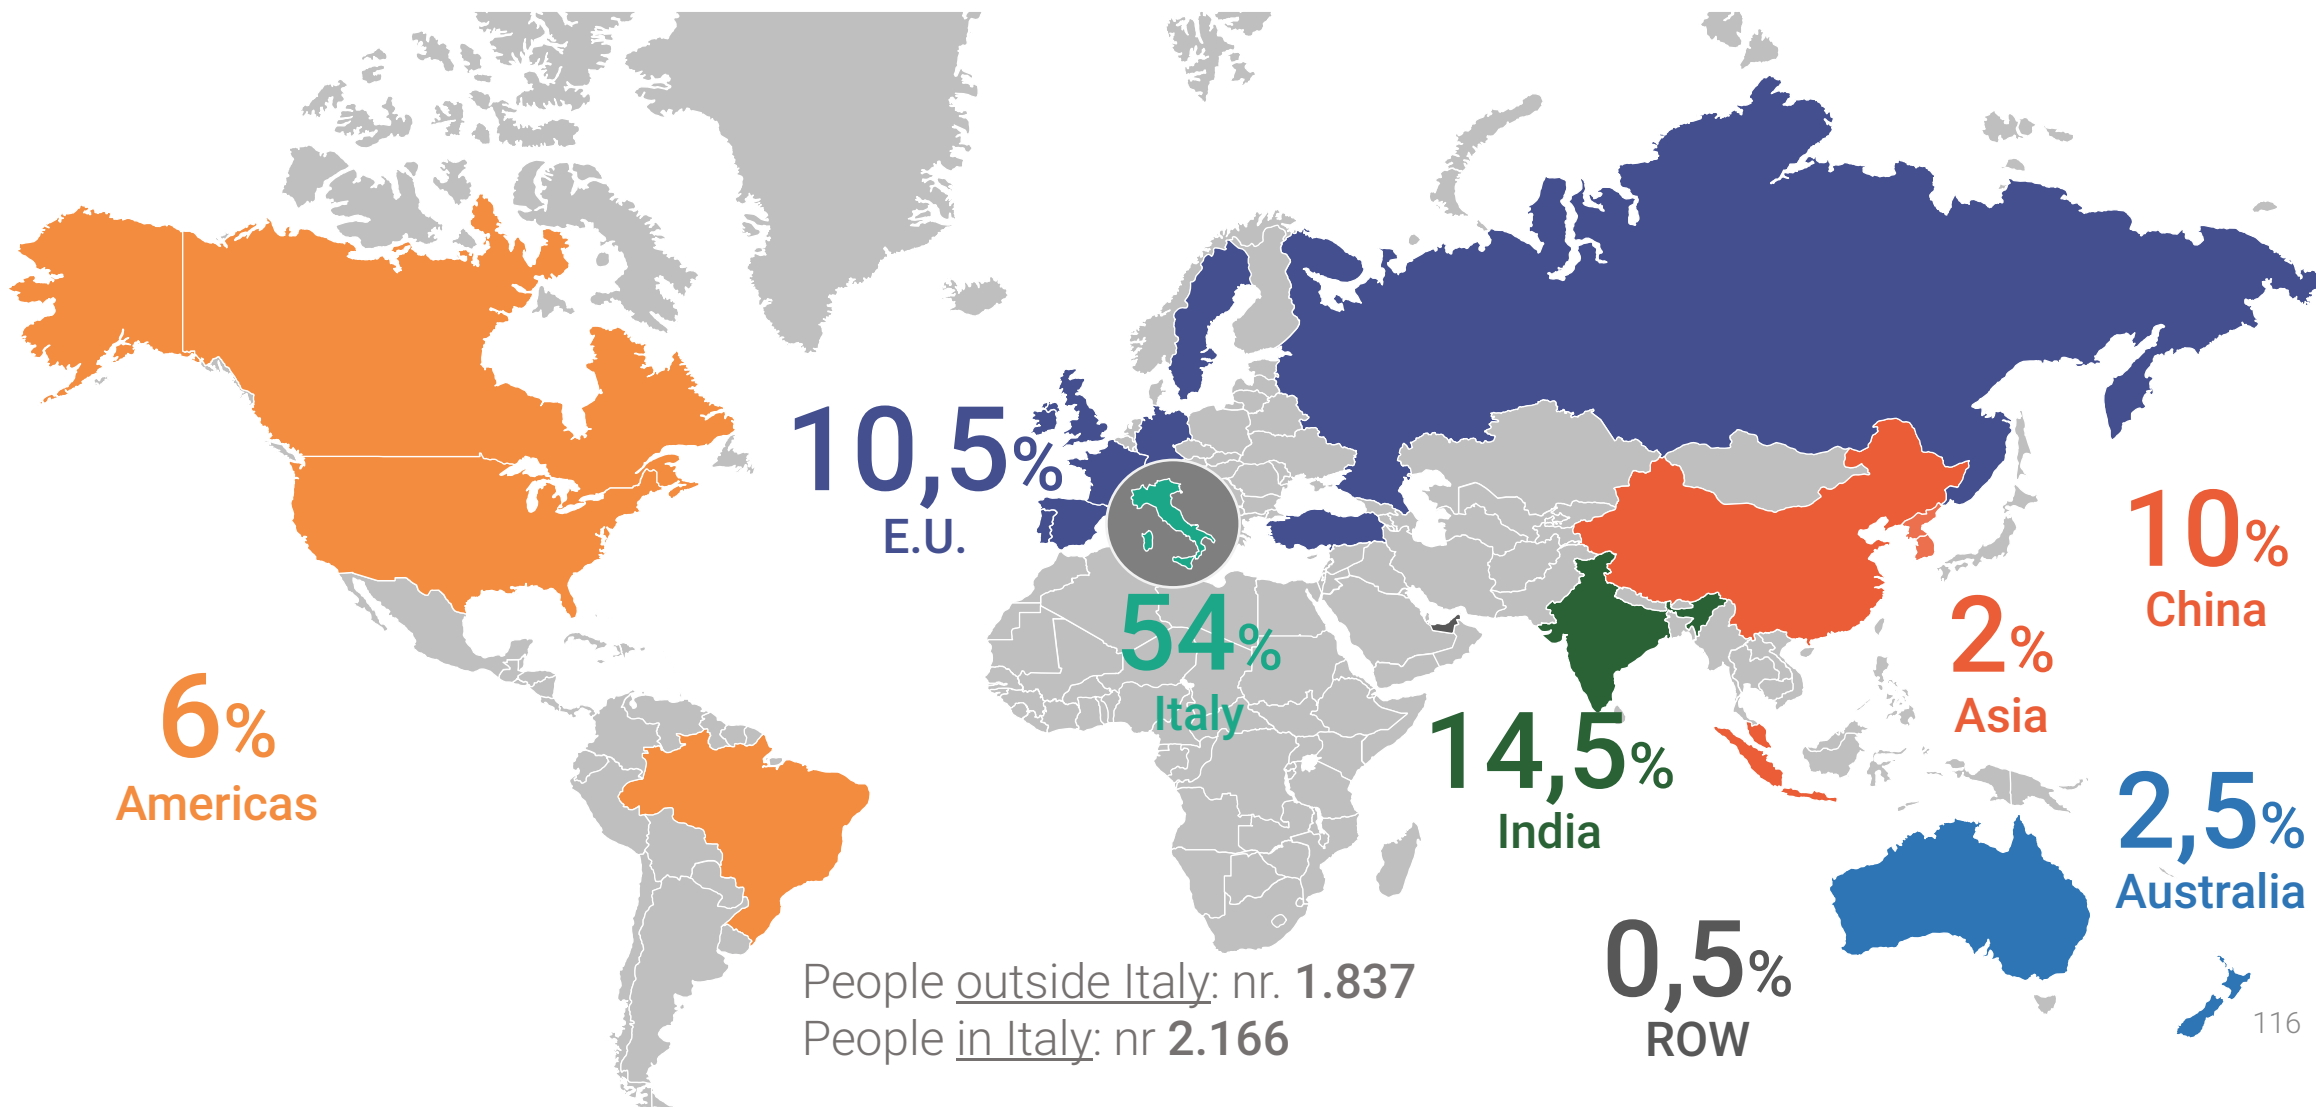 10,5%
E.U.
54%
Italy
6%
Americas
14,5%
India
10%
China
2%
Asia
2,5%
Australia
0,5%
ROW
People outside Italy: nr. 1.837
People in Italy: nr 2.166
116